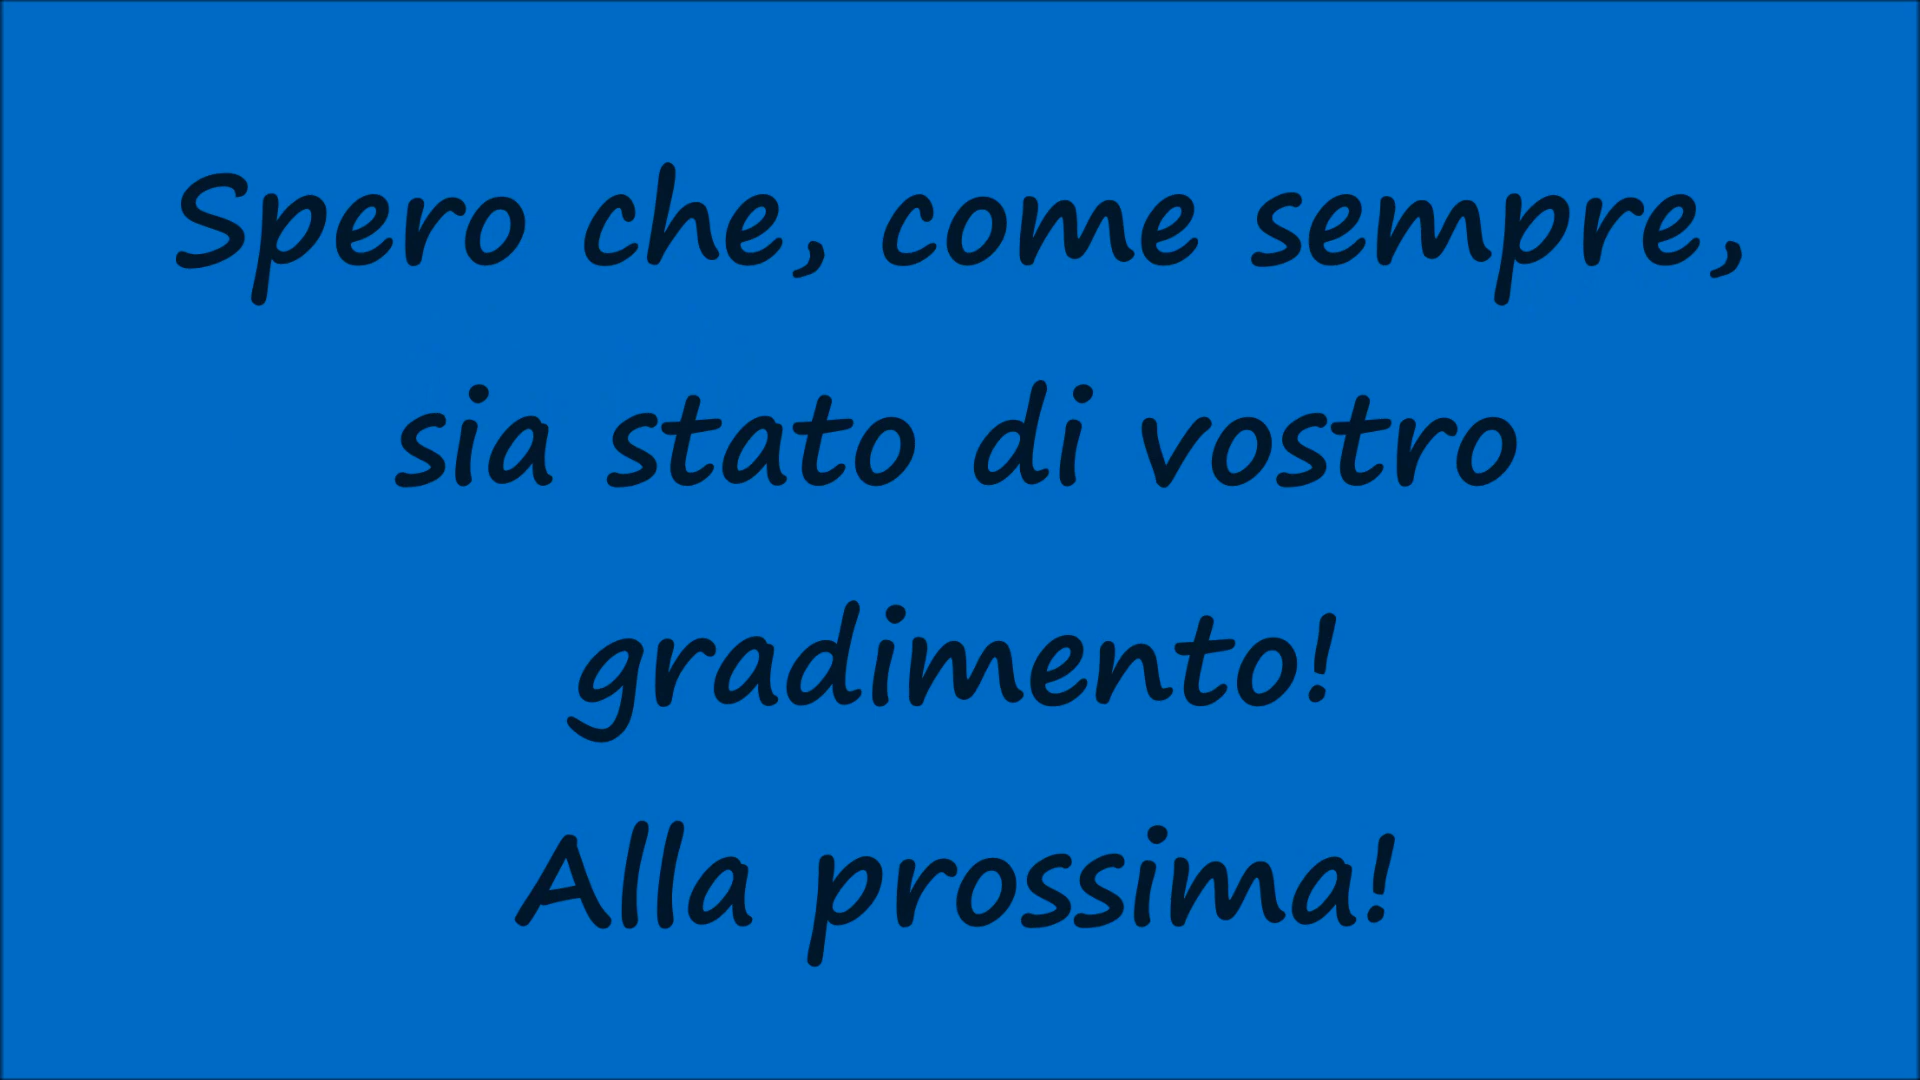 Spero che, come sempre,
sia stato di vostro
gradimento!
Alla prossima!